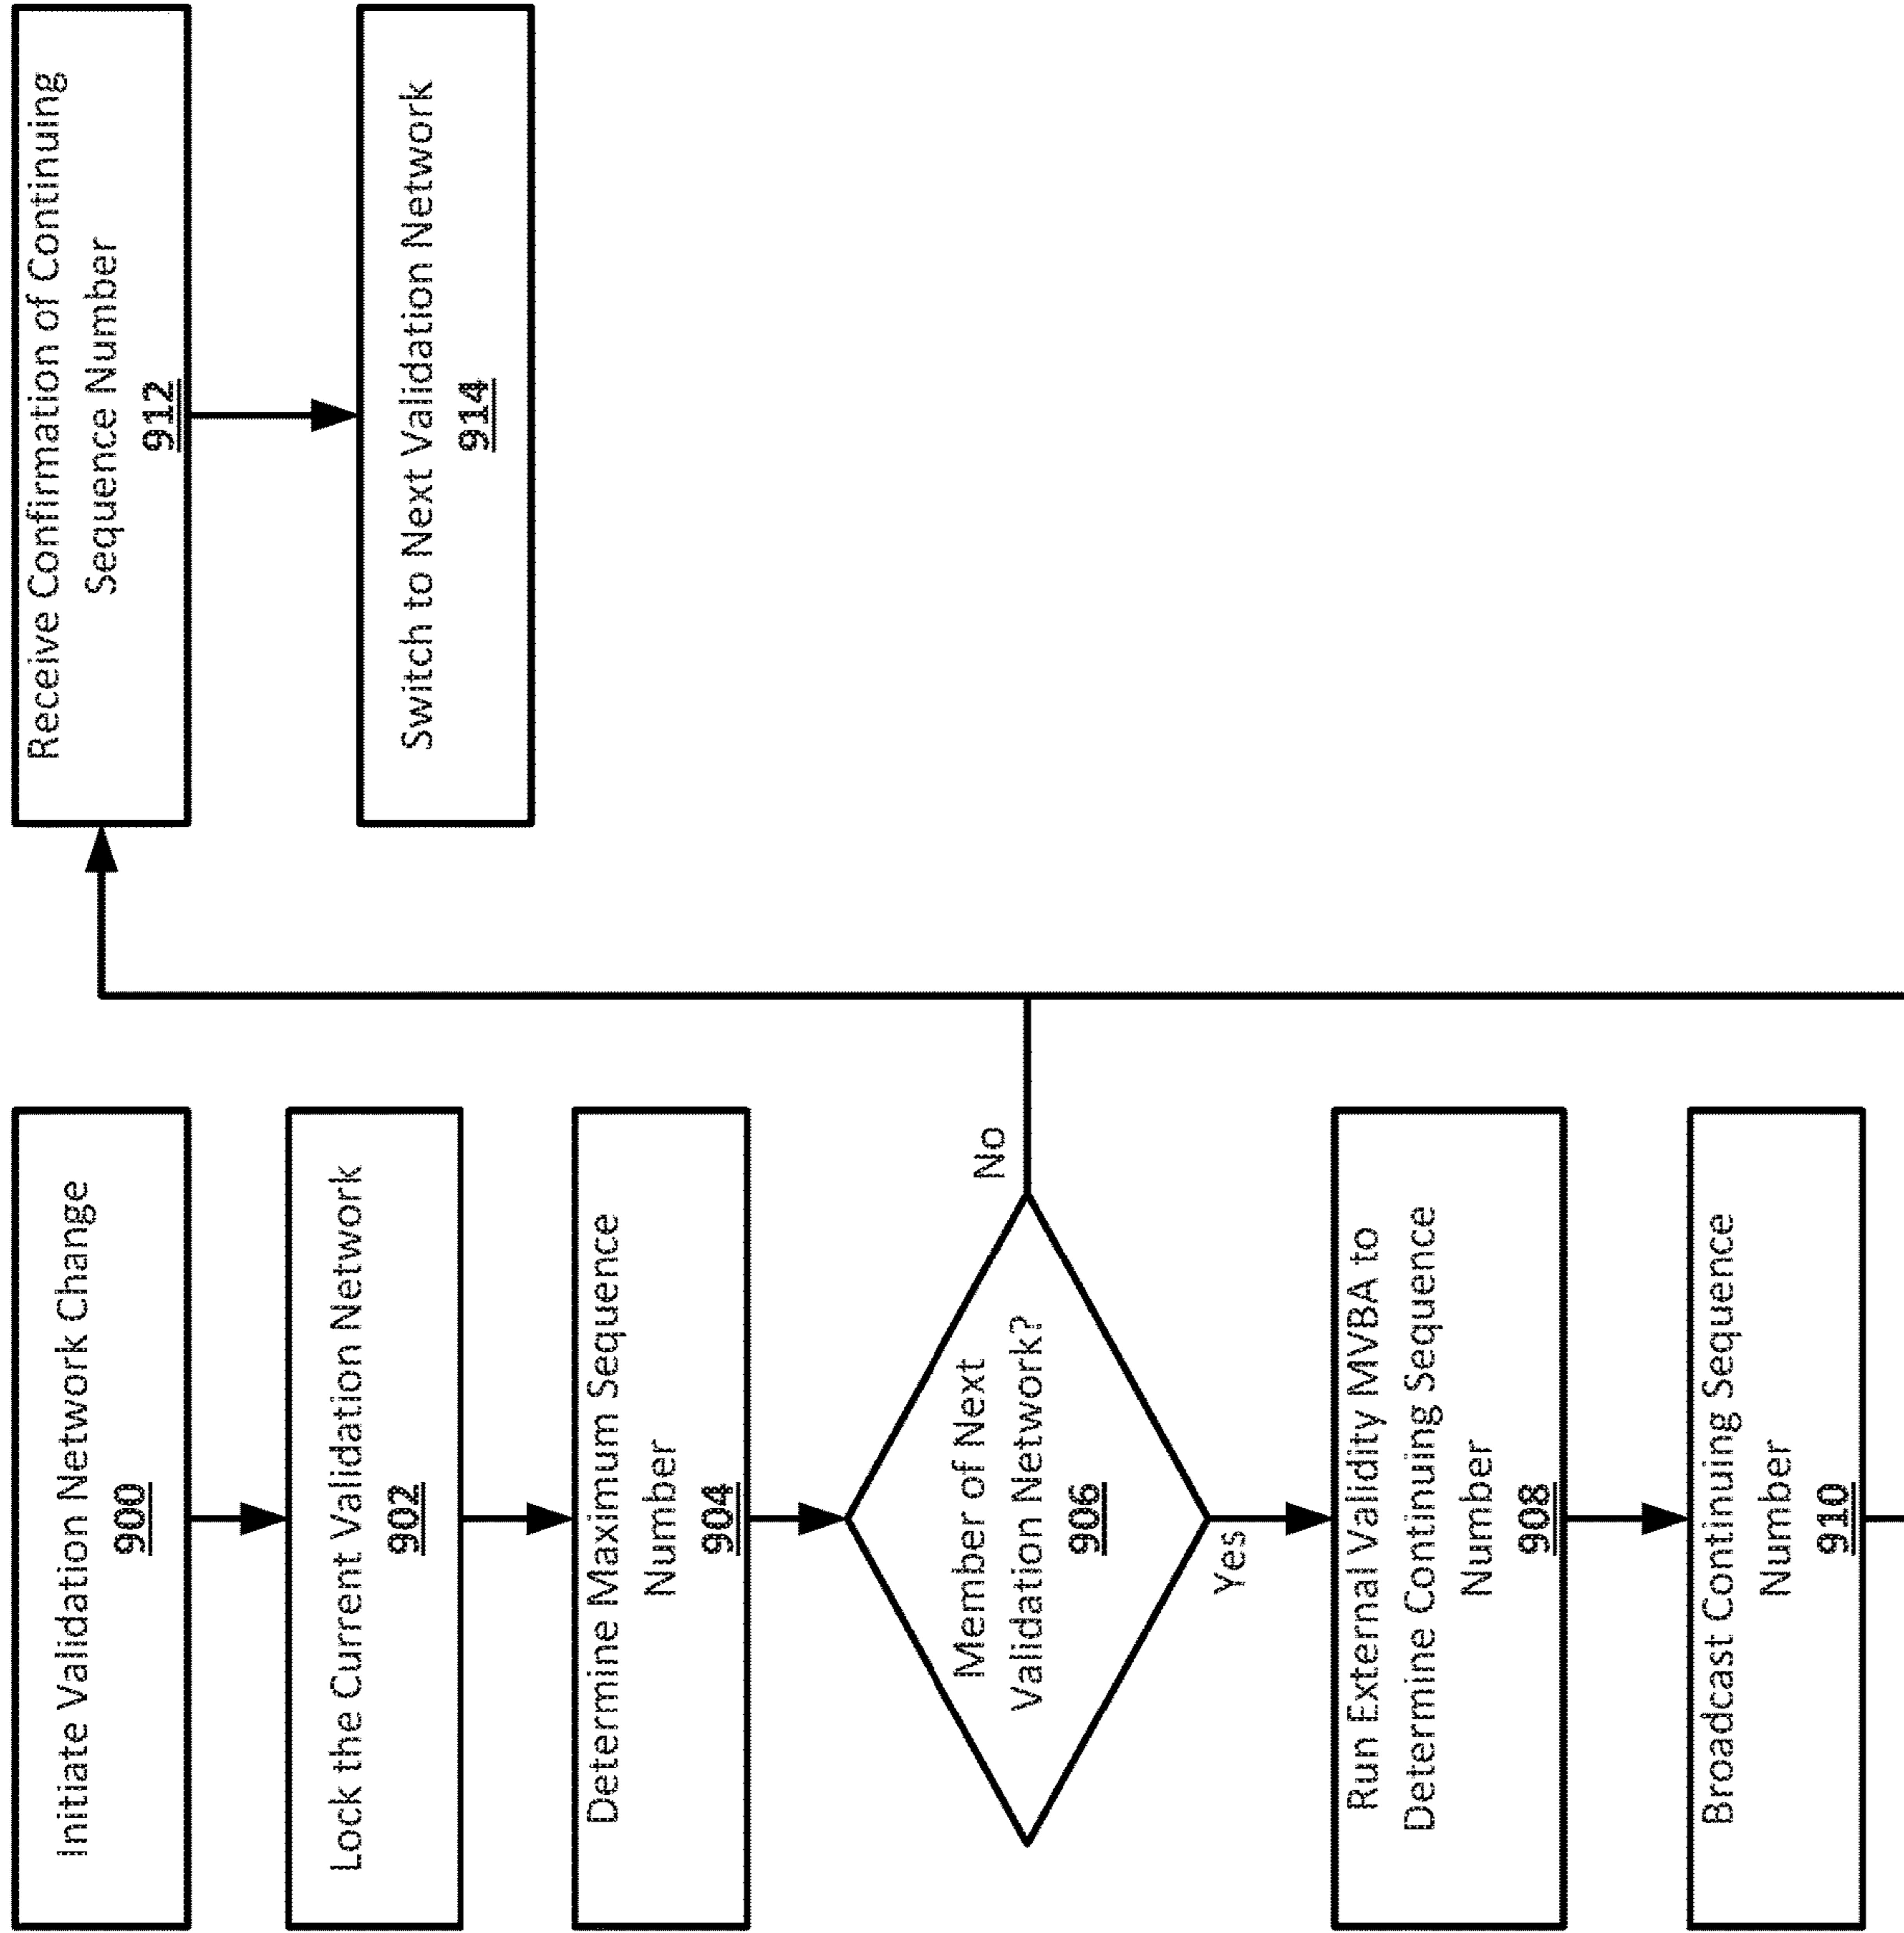 Initiate Validation Network Change
900
Lock the Current Validation Network
902
Determine Maximum Sequence
Number
904
Member of Next
Validation Network?
906
No
Yes
Run External Validity MVBA to
Determine Continuing Sequence
Number
908
Broadcast Continuing Sequence
Number
910
Receive Confirmation of Continuing
Sequence Number
912
Switch to Next Validation Network
914